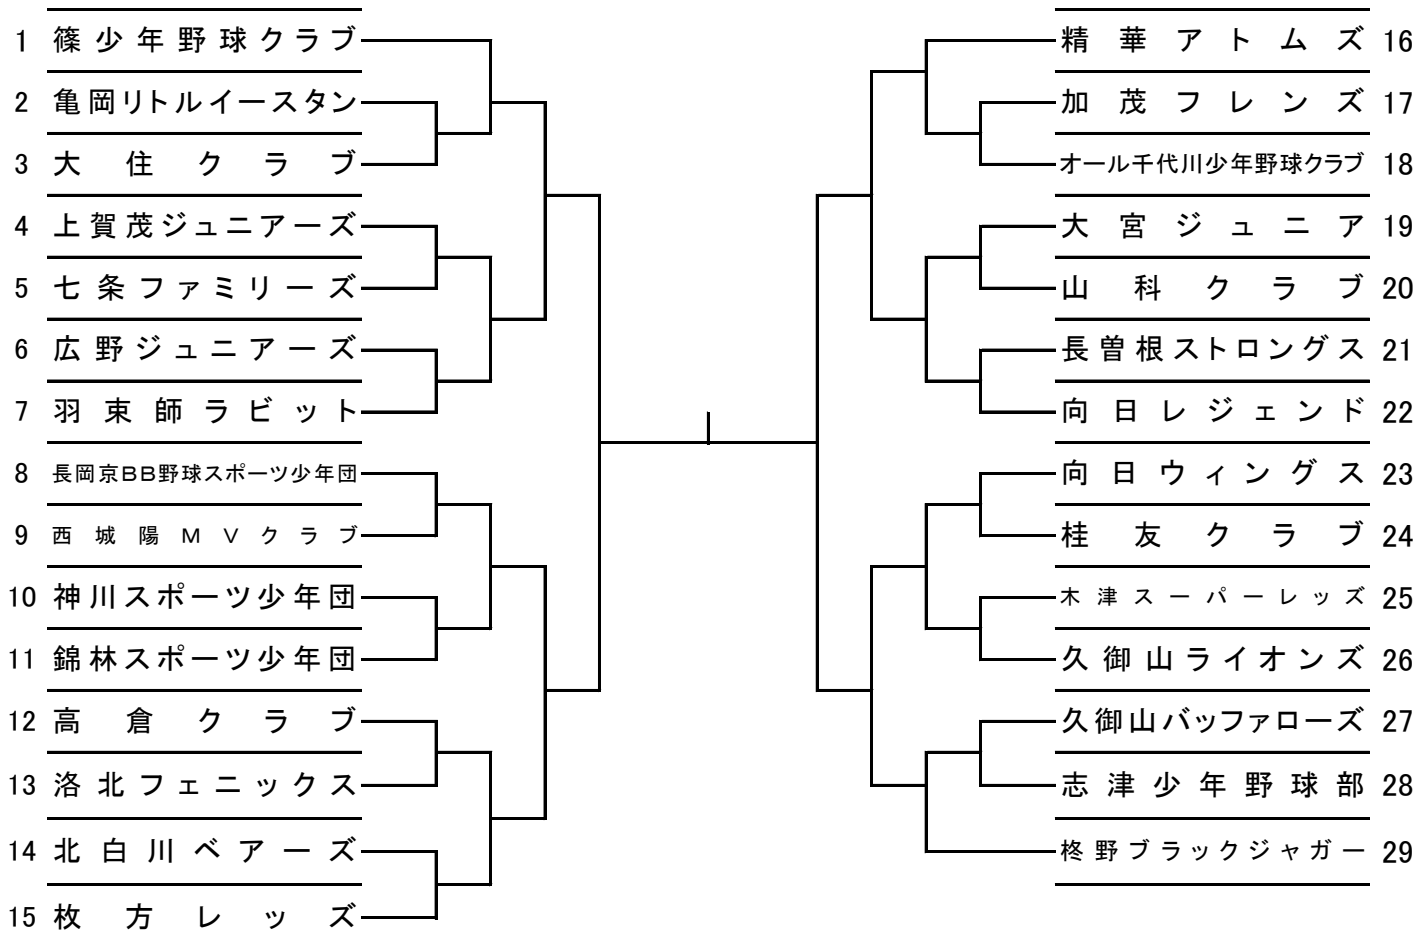 1 篠少年野球クラブ
2 亀岡リトルイースタン
3 大住クラブ
4 上賀茂ジュニアーズ
5 七条ファミリーズ
6 広野ジュニアーズ
7 羽束師ラビット
8 長岡京BB野球スポーツ少年団
9 西城陽MVクラブ
10 神川スポーツ少年団
11 錦林スポーツ少年団
12 高倉クラブ
13 洛北フェニックス
14 北白川ベアーズ
15 枚方レッズ
精華アトムズ 16
加茂フレンズ 17
オール千代川少年野球クラブ 18
大宮ジュニア 19
山科クラブ 20
長曽根ストロングス 21
向日レジェンド 22
向日ウィングス 23
桂友クラブ 24
木津スーパーレッズ 25
久御山ライオンズ 26
久御山バッファローズ 27
志津少年野球部 28
柊野ブラックジャガー 29